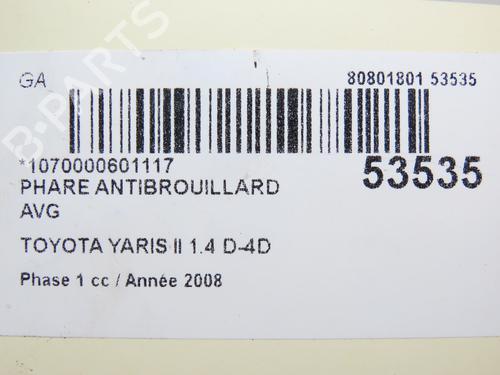 GA
80801801 53535
*1070000601117
53535
PHARE ANTIBROUILLARD
AVG
TOYOTA YARIS II 1.4 D-4D
Phase 1 cc / Année 2008
B-PARTS